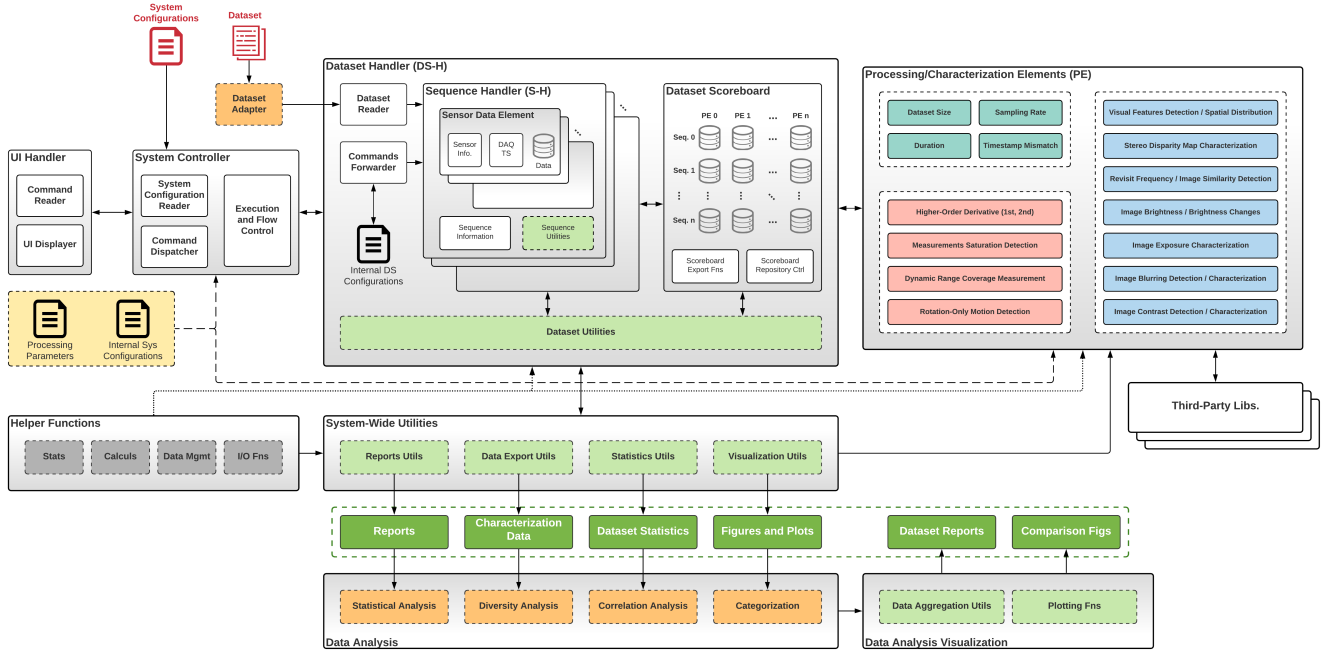 System
Configurations
Dataset
Dataset
Adapter
UI Handler
Command
Reader
UI Displayer
System Controller
System
Configuration
Reader
Command
Dispatcher
Execution
and Flow
Control
Processing
Parameters
Internal Sys
Configurations
Dataset Handler (DS-H)
Dataset
Reader
Commands
Forwarder
Internal DS
Configurations
Sequence Handler (S-H)
Sensor Data Element
Sensor
Info.
DAQ
TS
Data
Sequence
Information
Sequence
Utilities
Dataset Scoreboard
PE 0 PE 1 ... PE n
Seq. 0 ...
Seq. 1 ...
Seq. n ...
Scoreboard
Export Fns
Scoreboard
Repository Ctrl
Dataset Utilities
Processing/Characterization Elements (PE)
Dataset Size
Sampling Rate
Duration
Timestamp Mismatch
Higher-Order Derivative (1st, 2nd)
Measurements Saturation Detection
Dynamic Range Coverage Measurement
Rotation-Only Motion Detection
Visual Features Detection / Spatial Distribution
Stereo Disparity Map Characterization
Revisit Frequency / Image Similarity Detection
Image Brightness / Brightness Changes
Image Exposure Characterization
Image Blurring Detection / Characterization
Image Contrast Detection / Characterization
Third-Party Libs.
Helper Functions
Stats
Calculs
Data Mgmt
I/O Fns
System-Wide Utilities
Reports Utils
Data Export Utils
Statistics Utils
Visualization Utils
Reports
Characterization
Data
Dataset Statistics
Figures and Plots
Dataset Reports
Comparison Figs
Statistical Analysis
Diversity Analysis
Correlation Analysis
Categorization
Data Analysis
Data Aggregation Utils
Plotting Fns
Data Analysis Visualization